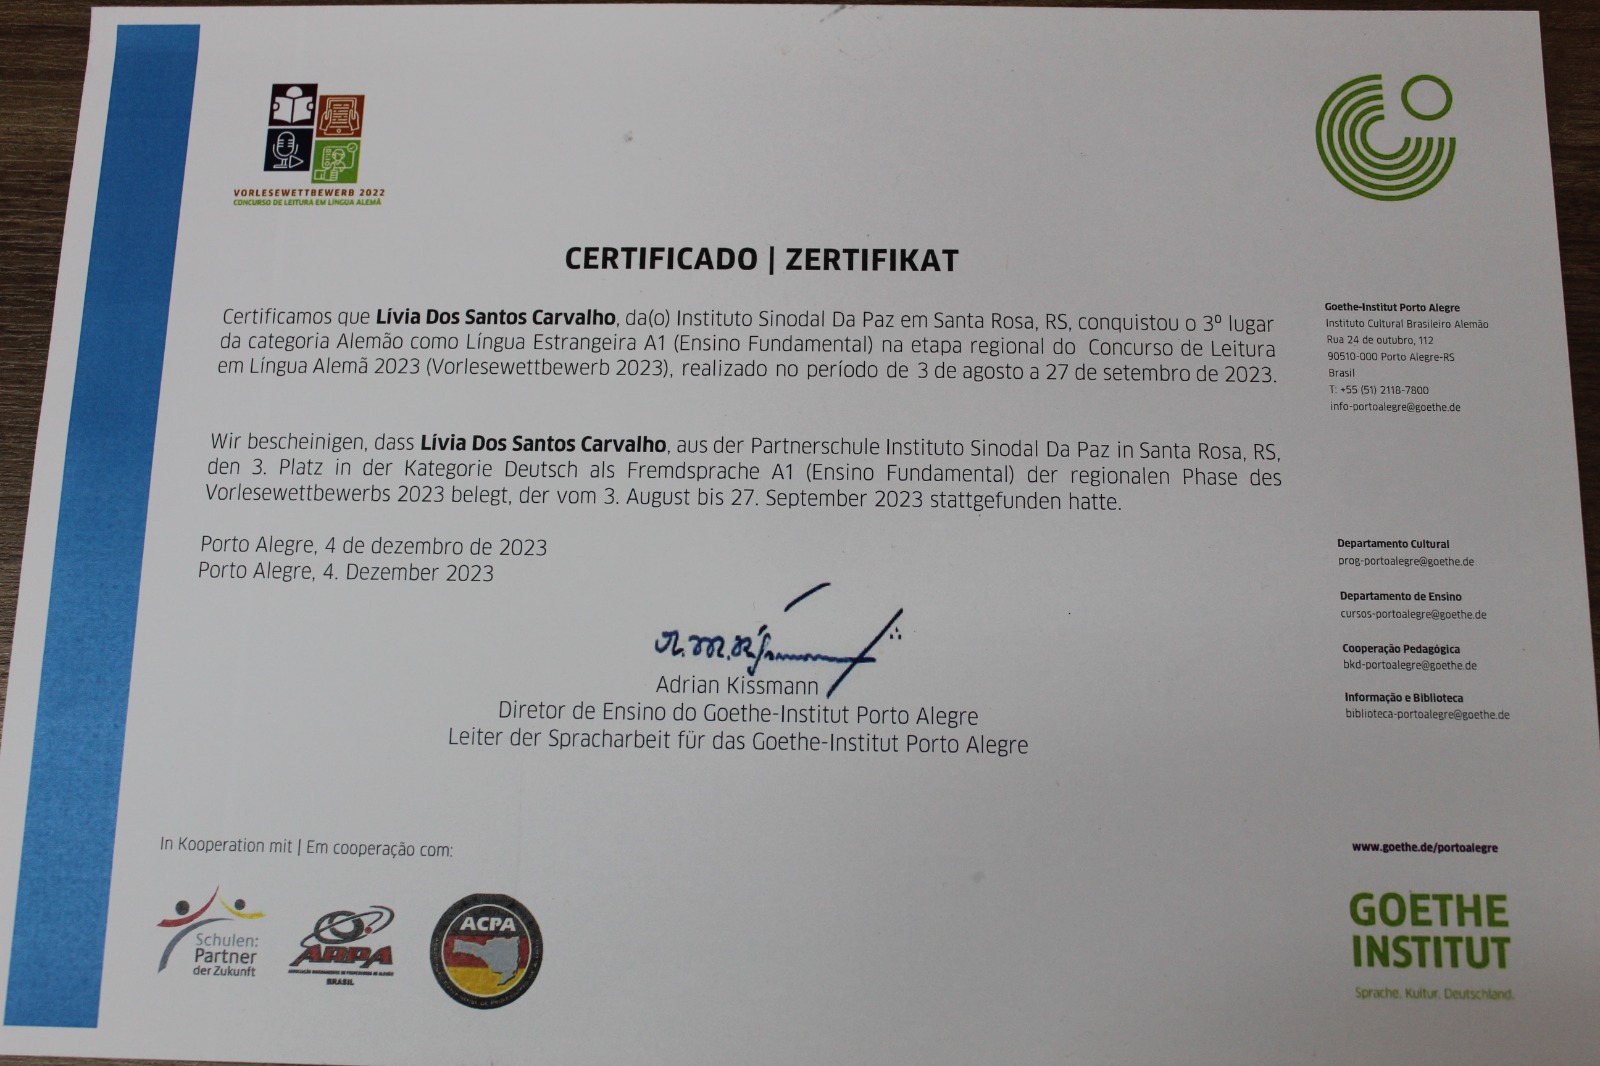 VORLESEWETTBEWERB 2022
CONCURSO DE LEITURA EM LÍNGUA ALEMÃ
CERTIFICADO | ZERTIFIKAT
Certificamos que Lívia Dos Santos Carvalho, da(o) Instituto Sinodal Da Paz em Santa Rosa, RS, conquistou o 3º lugar
da categoria Alemão como Língua Estrangeira A1 (Ensino Fundamental) na etapa regional do Concurso de Leitura
em Língua Alemã 2023 (Vorlesewettbewerb 2023), realizado no período de 3 de agosto a 27 de setembro de 2023.
Wir bescheinigen, dass Lívia Dos Santos Carvalho, aus der Partnerschule Instituto Sinodal Da Paz in Santa Rosa, RS,
den 3. Platz in der Kategorie Deutsch als Fremdsprache A1 (Ensino Fundamental) der regionalen Phase des
Vorlesewettbewerbs 2023 belegt, der vom 3. August bis 27. September 2023 stattgefunden hatte.
Porto Alegre, 4 de dezembro de 2023
Porto Alegre, 4. Dezember 2023
Adrian Kissmann
Diretor de Ensino do Goethe-Institut Porto Alegre
Leiter der Spracharbeit für das Goethe-Institut Porto Alegre
Goethe-Institut Porto Alegre
Instituto Cultural Brasileiro Alemão
Rua 24 de outubro, 112
90510-000 Porto Alegre-RS
Brasil
T: +55 (51) 2118-7800
info-portoalegre@goethe.de
Departamento Cultural
prog-portoalegre@goethe.de
Departamento de Ensino
cursos-portoalegre@goethe.de
Cooperação Pedagógica
bkd-portoalegre@goethe.de
Informação e Biblioteca
biblioteca-portoalegre@goethe.de
In Kooperation mit | Em cooperação com:
Schulen:
Partner
der Zukunft
ARPA
BRASIL
ACPA
www.goethe.de/portoalegre
GOETHE
INSTITUT
Sprache. Kultur. Deutschland.